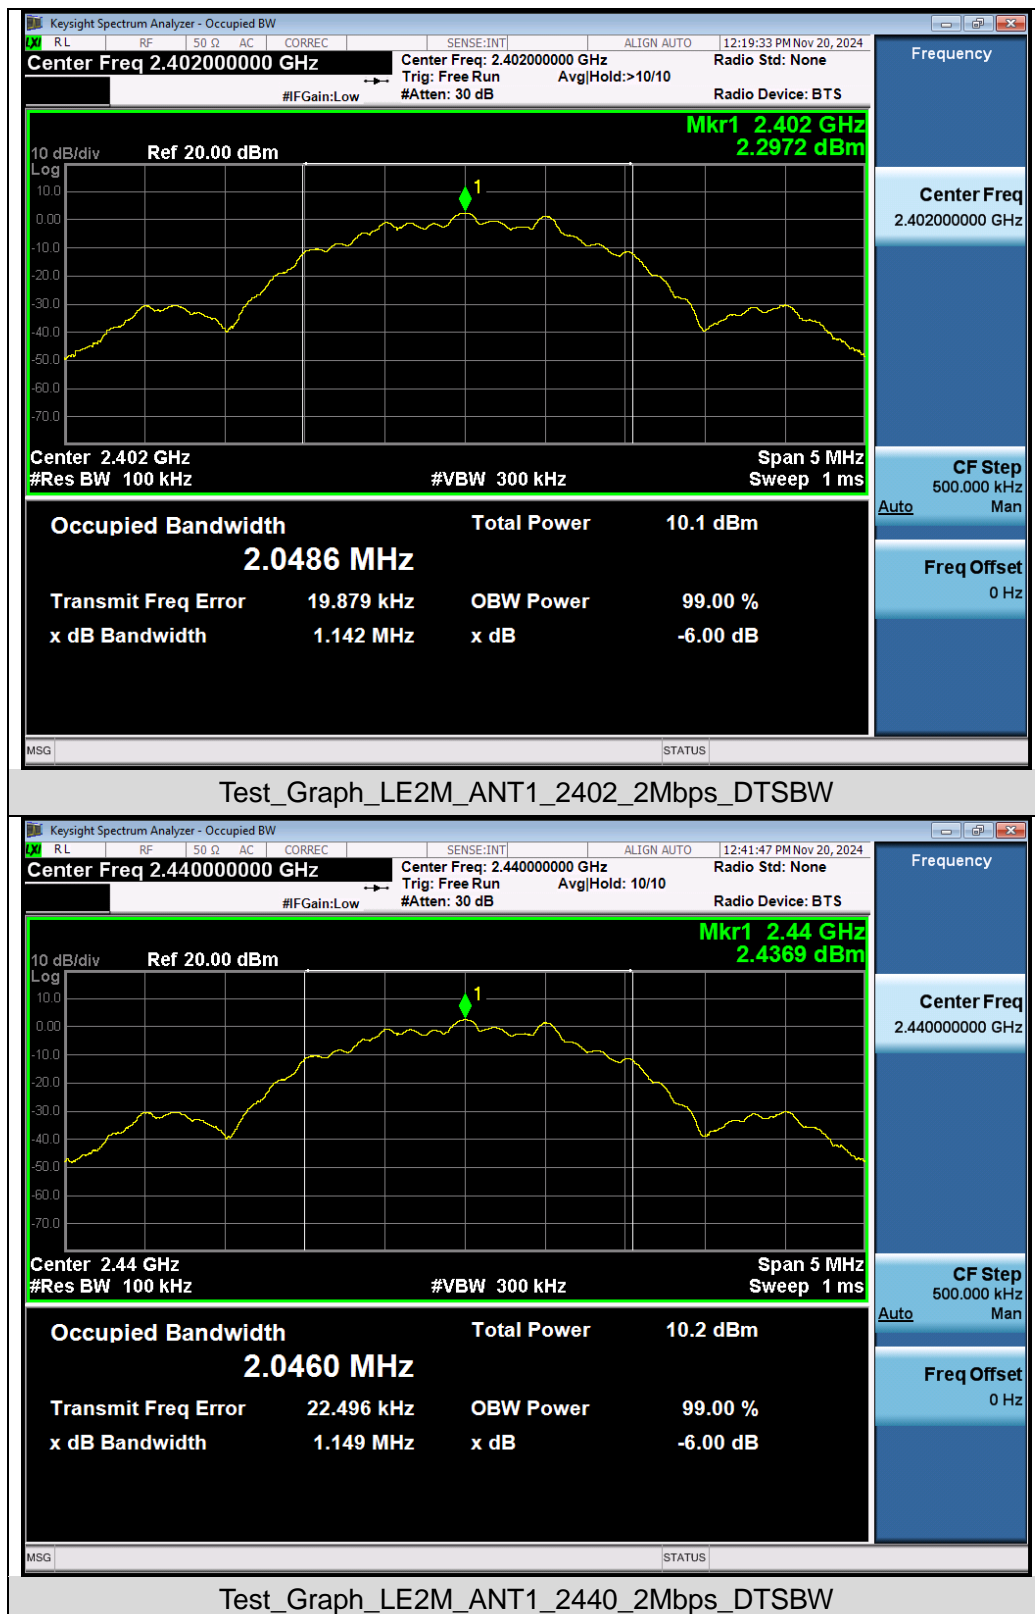 Keysight Spectrum Analyzer - Occupied BW
LXI RL RF 50 Ω AC CORREC SENSE:INT ALIGN AUTO 12:19:33 PM Nov 20, 2024
Center Freq 2.402000000 GHz
Center Freq: 2.402000000 GHz
Radio Std: None
Trig: Free Run Avg|Hold:>10/10
#IFGain:Low
#Atten: 30 dB
Radio Device: BTS
Mkr1 2.402 GHz
2.2972 dBm
10 dB/div Ref 20.00 dBm
Log
1
10.0
0.00
-10.0
-20.0
-30.0
-40.0
-50.0
-60.0
-70.0
Center 2.402 GHz Span 5 MHz
#Res BW 100 kHz #VBW 300 kHz Sweep 1 ms
Occupied Bandwidth Total Power 10.1 dBm
2.0486 MHz
Transmit Freq Error 19.879 kHz OBW Power 99.00 %
x dB Bandwidth 1.142 MHz x dB -6.00 dB
MSG STATUS
Frequency
Center Freq
2.402000000 GHz
CF Step
500.000 kHz
Auto Man
Freq Offset
0 Hz
Test_Graph_LE2M_ANT1_2402_2Mbps_DTSBW
Keysight Spectrum Analyzer - Occupied BW
LXI RL RF 50 Ω AC CORREC SENSE:INT ALIGN AUTO 12:41:47 PM Nov 20, 2024
Center Freq 2.440000000 GHz
Center Freq: 2.440000000 GHz
Radio Std: None
Trig: Free Run Avg|Hold: 10/10
#IFGain:Low
#Atten: 30 dB
Radio Device: BTS
Mkr1 2.44 GHz
2.4369 dBm
10 dB/div Ref 20.00 dBm
Log
1
10.0
0.00
-10.0
-20.0
-30.0
-40.0
-50.0
-60.0
-70.0
Center 2.44 GHz Span 5 MHz
#Res BW 100 kHz #VBW 300 kHz Sweep 1 ms
Occupied Bandwidth Total Power 10.2 dBm
2.0460 MHz
Transmit Freq Error 22.496 kHz OBW Power 99.00 %
x dB Bandwidth 1.149 MHz x dB -6.00 dB
MSG STATUS
Frequency
Center Freq
2.440000000 GHz
CF Step
500.000 kHz
Auto Man
Freq Offset
0 Hz
Test_Graph_LE2M_ANT1_2440_2Mbps_DTSBW